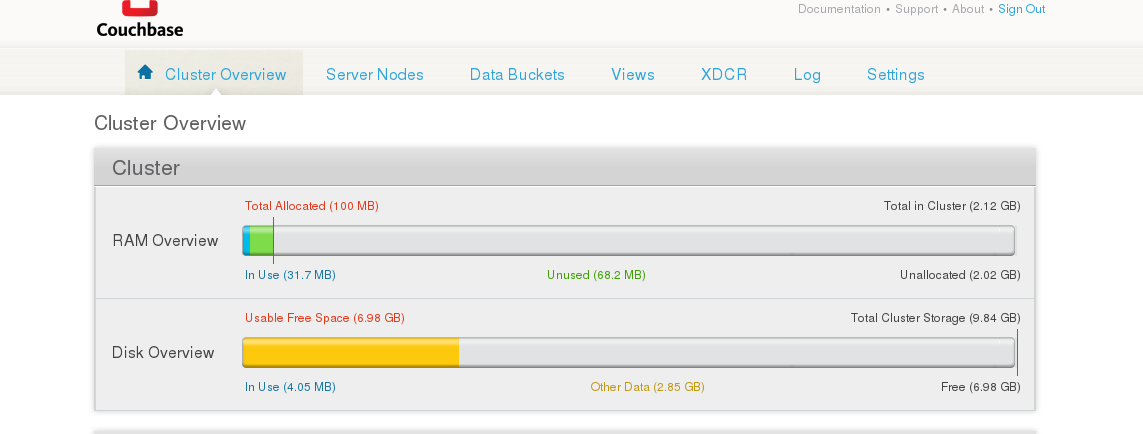 Documentation • Support • About • Sign Out
Couchbase
Cluster Overview Server Nodes Data Buckets Views XDCR Log Settings
Cluster Overview
Cluster
Total Allocated (100 MB) Total in Cluster (2.12 GB)
RAM Overview
In Use (31.7 MB) Unused (68.2 MB) Unallocated (2.02 GB)
Usable Free Space (6.98 GB) Total Cluster Storage (9.84 GB)
Disk Overview
In Use (4.05 MB) Other Data (2.85 GB) Free (6.98 GB)